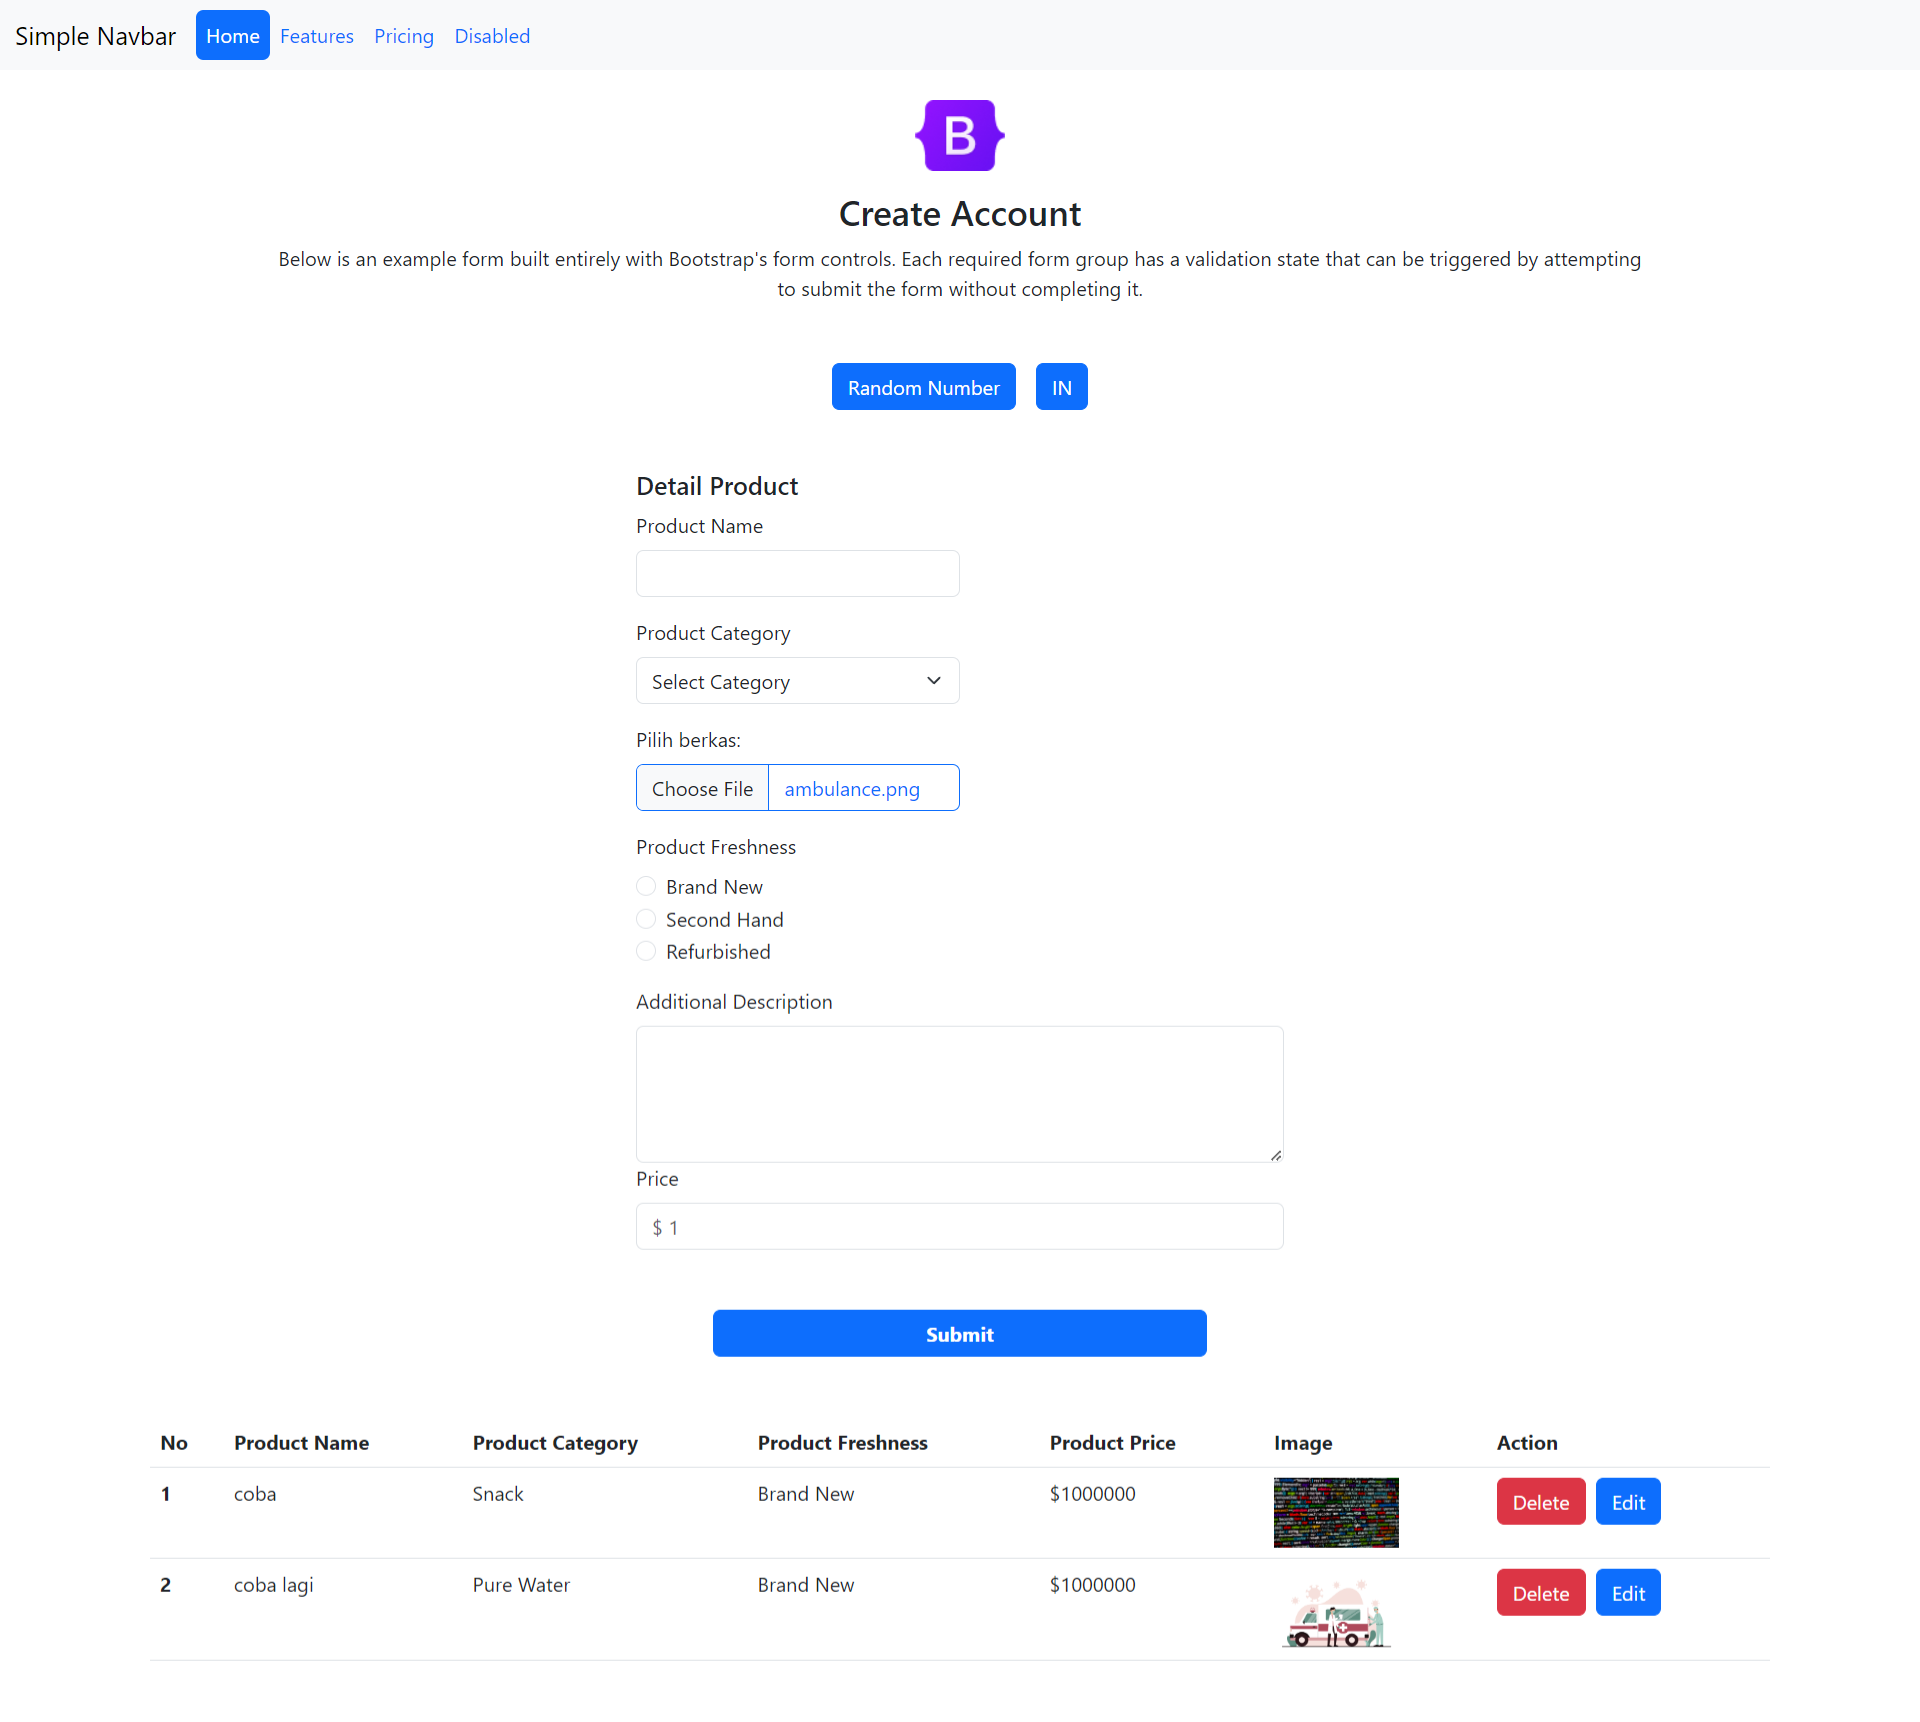 Simple Navbar Home Features Pricing Disabled
B
Create Account
Below is an example form built entirely with Bootstrap's form controls. Each required form group has a validation state that can be triggered by attempting
to submit the form without completing it.
Random Number IN
Detail Product
Product Name
Product Category
Select Category
Pilih berkas:
Choose File ambulance.png
Product Freshness
Brand New
Second Hand
Refurbished
Additional Description
Price
$ 1
Submit
No Product Name Product Category Product Freshness Product Price Image Action
1 coba Snack Brand New $1000000 Delete Edit
2 coba lagi Pure Water Brand New $1000000 Delete Edit